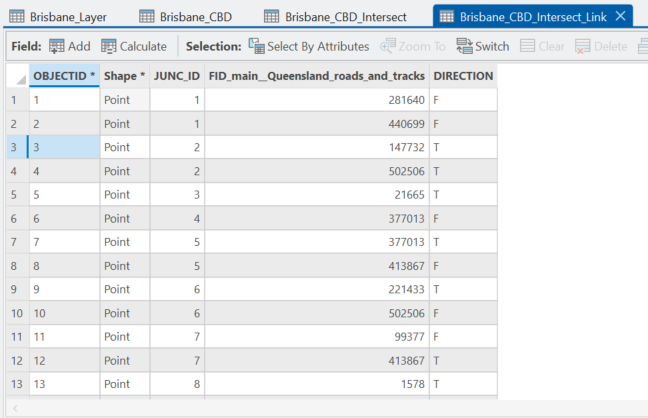 Brisbane_Layer Brisbane_CBD Brisbane_CBD_Intersect Brisbane_CBD_Intersect_Link
Field: Add Calculate Selection: Select By Attributes Zoom To Switch Clear Delete
OBJECTID * Shape * JUNC_ID FID_main__Queensland_roads_and_tracks DIRECTION
1 1 Point 1 281640 F
2 2 Point 1 440699 F
3 3 Point 2 147732 T
4 4 Point 2 502506 T
5 5 Point 3 21665 T
6 6 Point 4 377013 F
7 7 Point 5 377013 T
8 8 Point 5 413867 F
9 9 Point 6 221433 T
10 10 Point 6 502506 F
11 11 Point 7 99377 F
12 12 Point 7 413867 T
13 13 Point 8 1578 T